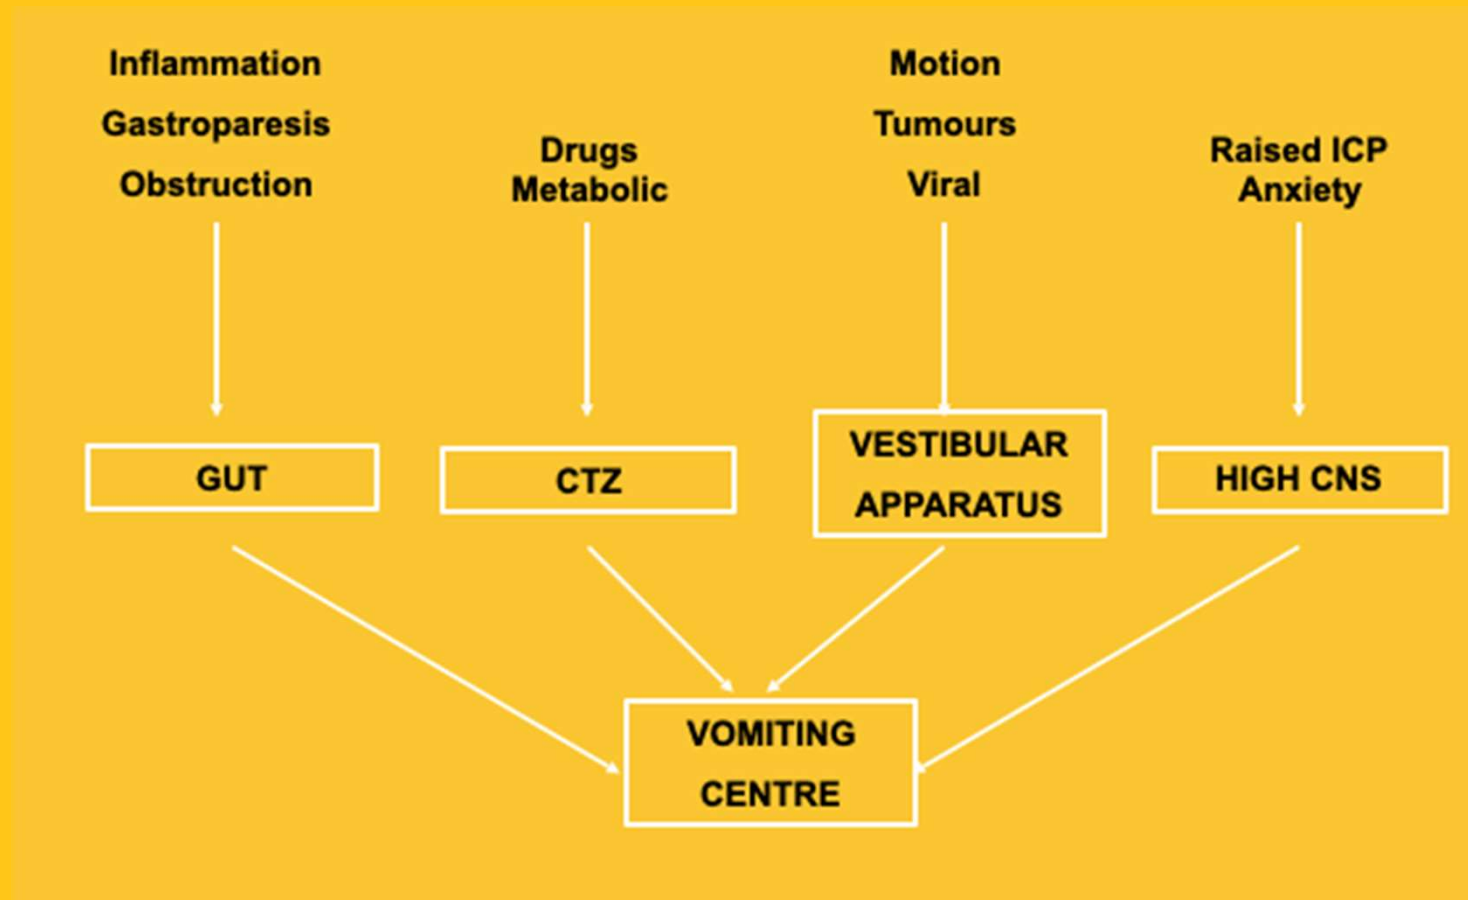 Inflammation
Gastroparesis
Obstruction
Drugs
Metabolic
Motion
Tumours
Viral
Raised ICP
Anxiety
GUT
CTZ
VESTIBULAR
APPARATUS
HIGH CNS
VOMITING
CENTRE